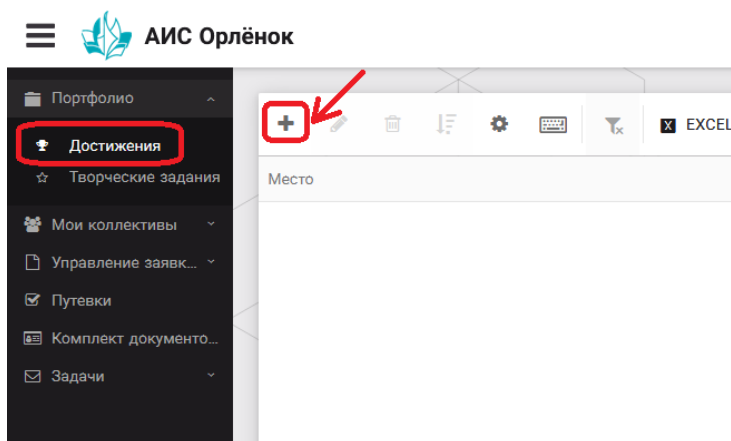 АИС Орлёнок
Портфолио
Достижения
Творческие задания
Мои коллективы
Управление заявк...
Путевки
Комплект документо...
Задачи
X EXCEL
Место